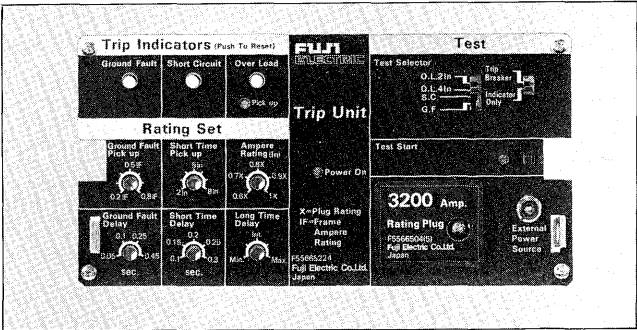 Trip Indicators (Push To Reset)
Ground Fault
Short Circuit
Over Load
Pick up
Rating Set
Ground Fault
Pick up
0.5IF
0.2IF
0.8IF
Short Time
Pick up
2In
8In
Ampere
Rating (In)
0.8X
0.7X
0.9X
0.6X
1X
Ground Fault
Delay
0.1
0.25
0.05
0.45
sec.
Short Time
Delay
0.2
0.15
0.25
0.1
0.3
sec.
Long Time
Delay
Int.
Min.
Max
FUJI
ELECTRIC
Trip Unit
Power On
X=Plug Rating
IF=Frame
Ampere
Rating
F55665224
Fuji Electric Co.,Ltd.
Japan
Test
Test Selector
O.L.2In
O.L.4In
S.C
G.F
Trip
Breaker
Indicator
Only
Test Start
3200 Amp.
Rating Plug
F5566504(5)
Fuji Electric Co.,Ltd.
Japan
External
Power
Source